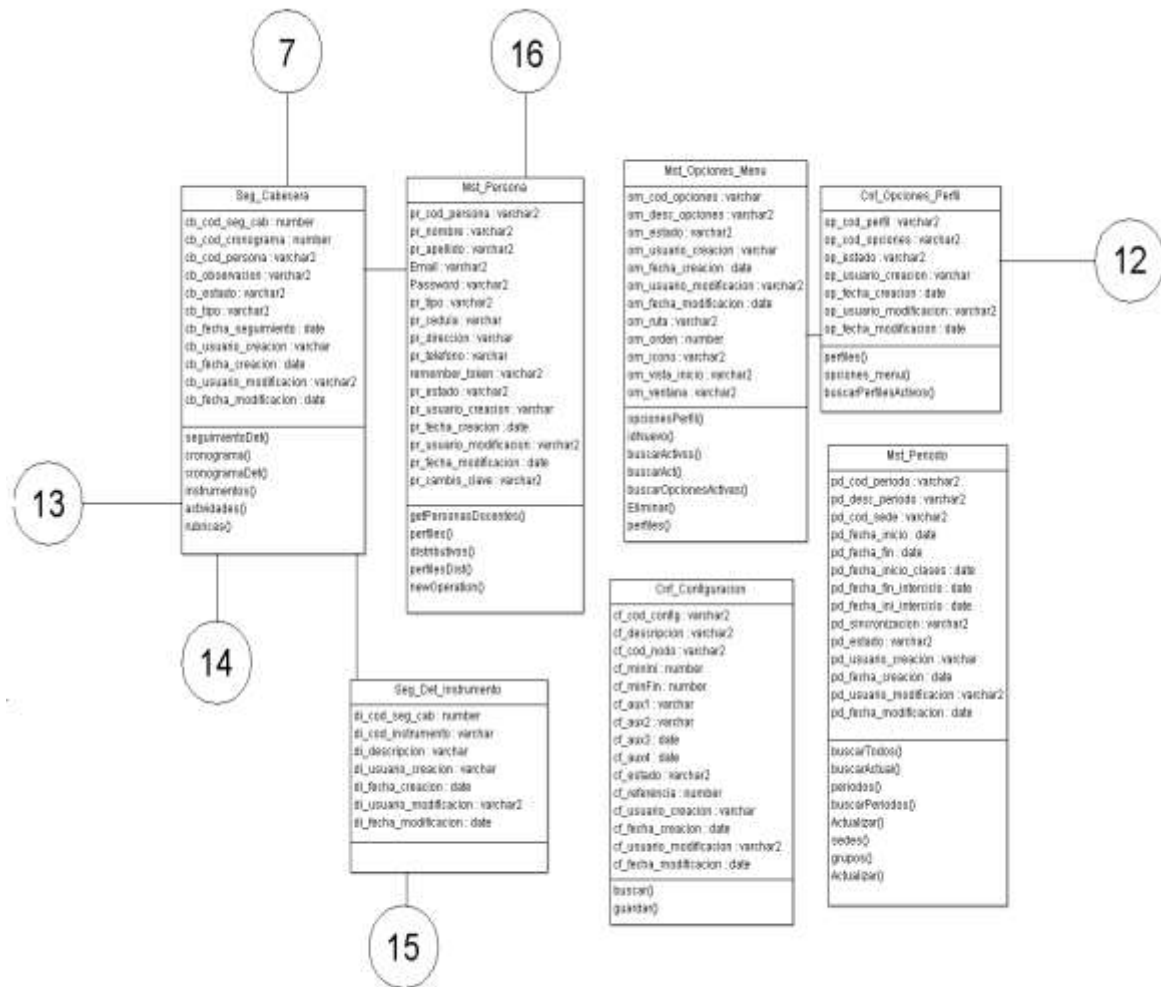 7
16
Seg_Cabecera
cb_cod_seg_cab : number
cb_cod_cronograma : number
cb_cod_persona : varchar2
cb_observacion : varchar2
cb_estado : varchar2
cb_tipo : varchar2
cb_fecha_seguimiento : date
cb_usuario_creacion : varchar
cb_fecha_creacion : date
cb_usuario_modificacion : varchar2
cb_fecha_modificacion : date
seguimientoDet()
cronograma()
cronogramaDet()
instrumentos()
actividades()
rubricas()
Mst_Persona
pr_cod_persona : varchar2
pr_nombre : varchar2
pr_apellido : varchar2
Email : varchar2
Password : varchar2
pr_tipo : varchar2
pr_cedula : varchar
pr_dirección : varchar
pr_telefono : varchar
remember_token : varchar2
pr_estado : varchar2
pr_usuario_creacion : varchar
pr_fecha_creacion : date
pr_usuario_modificacion : varchar2
pr_fecha_modificacion : date
pr_cambio_clave : varchar2
getPersonasDocentes()
perfiles()
distributivos()
perfilesDist()
newOperation()
Mst_Opciones_Menu
om_cod_opciones : varchar
om_desc_opciones : varchar2
om_estado : varchar2
om_usuario_creacion : varchar
om_fecha_creacion : date
om_usuario_modificacion : varchar2
om_fecha_modificacion : date
om_ruta : varchar2
om_orden : number
om_icono : varchar2
om_vista_inicio : varchar2
om_ventana : varchar2
opcionesPerfil()
idNuevo()
buscarActivos()
buscarAct()
buscarOpcionesActivas()
Eliminar()
perfiles()
Cnf_Opciones_Perfil
op_cod_perfil : varchar2
op_cod_opciones : varchar2
op_estado : varchar2
op_usuario_creacion : varchar
op_fecha_creacion : date
op_usuario_modificacion : varchar2
op_fecha_modificacion : date
perfiles()
opciones_menu()
buscarPerfilesActivos()
12
13
14
Seg_Det_Instrumento
di_cod_seg_cab : number
di_cod_instrumento : varchar
di_descripcion : varchar
di_usuario_creacion : varchar
di_fecha_creacion : date
di_usuario_modificacion : varchar2
di_fecha_modificacion : date
15
Cnf_Configuracion
cf_cod_config : varchar2
cf_descripcion : varchar2
cf_cod_nodo : varchar2
cf_minIni : number
cf_minFin : number
cf_aux1 : varchar
cf_aux2 : varchar
cf_aux3 : date
cf_aux4 : date
cf_estado : varchar2
cf_referencia : number
cf_usuario_creacion : varchar
cf_fecha_creacion : date
cf_usuario_modificacion : varchar2
cf_fecha_modificacion : date
buscar()
guardar()
Mst_Periodo
pd_cod_periodo : varchar2
pd_desc_periodo : varchar2
pd_cod_sede : varchar2
pd_fecha_inicio : date
pd_fecha_fin : date
pd_fecha_inicio_clases : date
pd_fecha_fin_interciclo : date
pd_fecha_ini_interciclo : date
pd_sincronizacion : varchar2
pd_estado : varchar2
pd_usuario_creacion : varchar
pd_fecha_creacion : date
pd_usuario_modificacion : varchar2
pd_fecha_modificacion : date
buscarTodos()
buscarActual()
periodos()
buscarPeriodos()
Actualizar()
sedes()
grupos()
Actualizar()